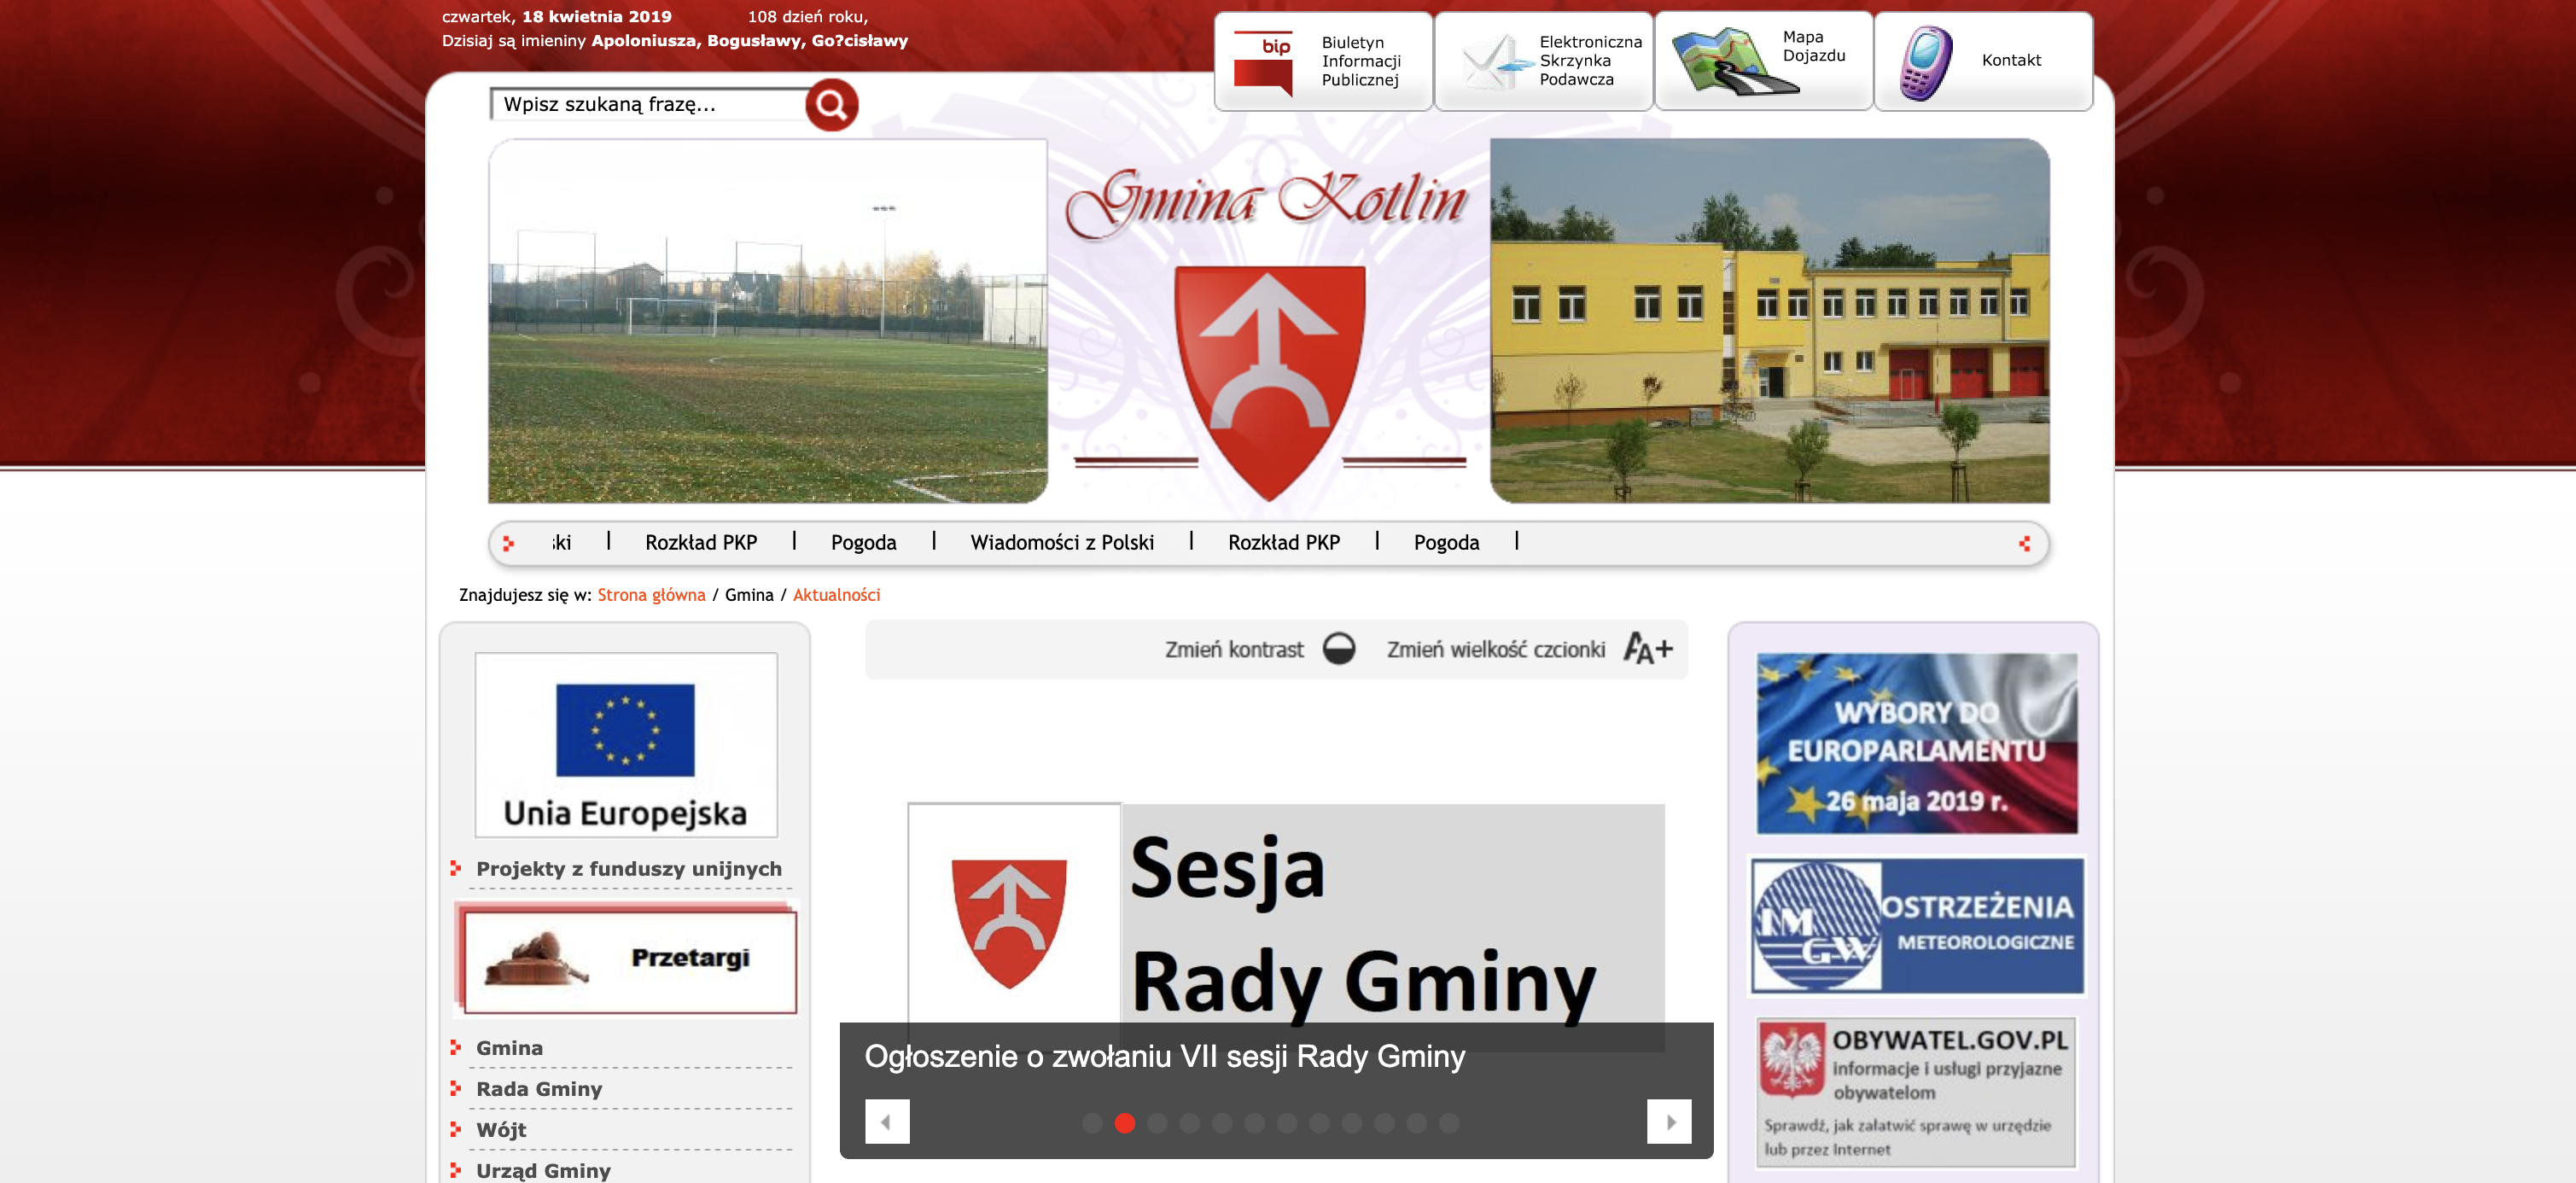 czwartek, 18 kwietnia 2019 108 dzień roku,
Dzisiaj są imieniny Apoloniusza, Bogusławy, Go?cisławy
bip
Biuletyn
Informacji
Publicznej
Elektroniczna
Skrzynka
Podawcza
Mapa
Dojazdu
Kontakt
Wpisz szukaną frazę...
Gmina Kotlin
ki | Rozkład PKP | Pogoda | Wiadomości z Polski | Rozkład PKP | Pogoda |
Znajdujesz się w: Strona główna / Gmina / Aktualności
Unia Europejska
Projekty z funduszy unijnych
Przetargi
Gmina
Rada Gminy
Wójt
Urząd Gminy
Zmień kontrast Zmień wielkość czcionki AA+
Sesja
Rady Gminy
Ogłoszenie o zwołaniu VII sesji Rady Gminy
WYBORY DO
EUROPARLAMENTU
26 maja 2019 r.
IMGW
OSTRZEŻENIA
METEOROLOGICZNE
OBYWATEL.GOV.PL
informacje i usługi przyjazne
obywatelom
Sprawdź, jak załatwić sprawę w urzędzie
lub przez Internet